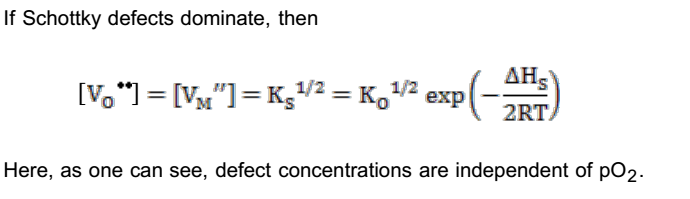 If Schottky defects dominate, then
[V_O^••] = [V_M^″] = K_S^{1/2} = K_O^{1/2} exp(−ΔH_S/2RT)
Here, as one can see, defect concentrations are independent of pO₂.